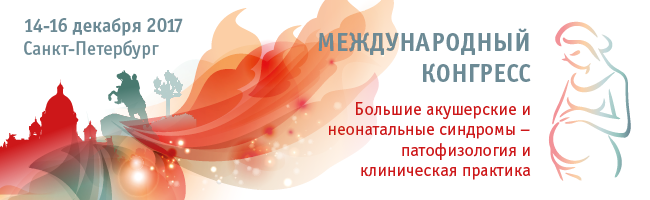 14-16 декабря 2017
Санкт-Петербург
МЕЖДУНАРОДНЫЙ
КОНГРЕСС
Большие акушерские и
неонатальные синдромы –
патофизиология и
клиническая практика